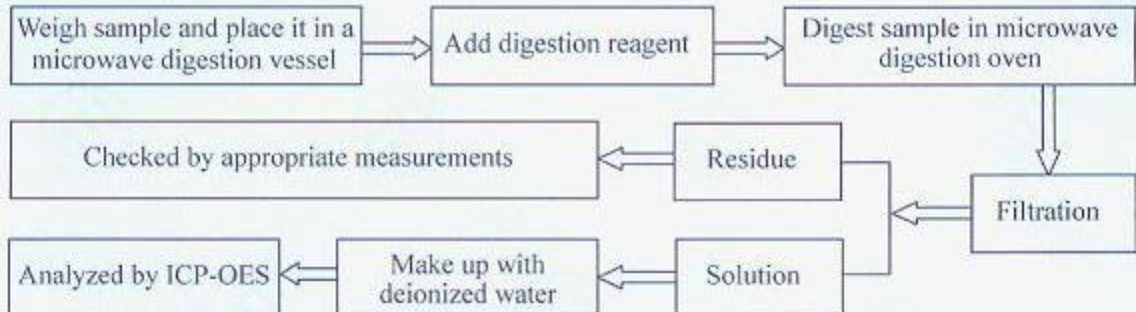 Weigh sample and place it in a
microwave digestion vessel
Add digestion reagent
Digest sample in microwave
digestion oven
Filtration
Residue
Checked by appropriate measurements
Solution
Make up with
deionized water
Analyzed by ICP-OES